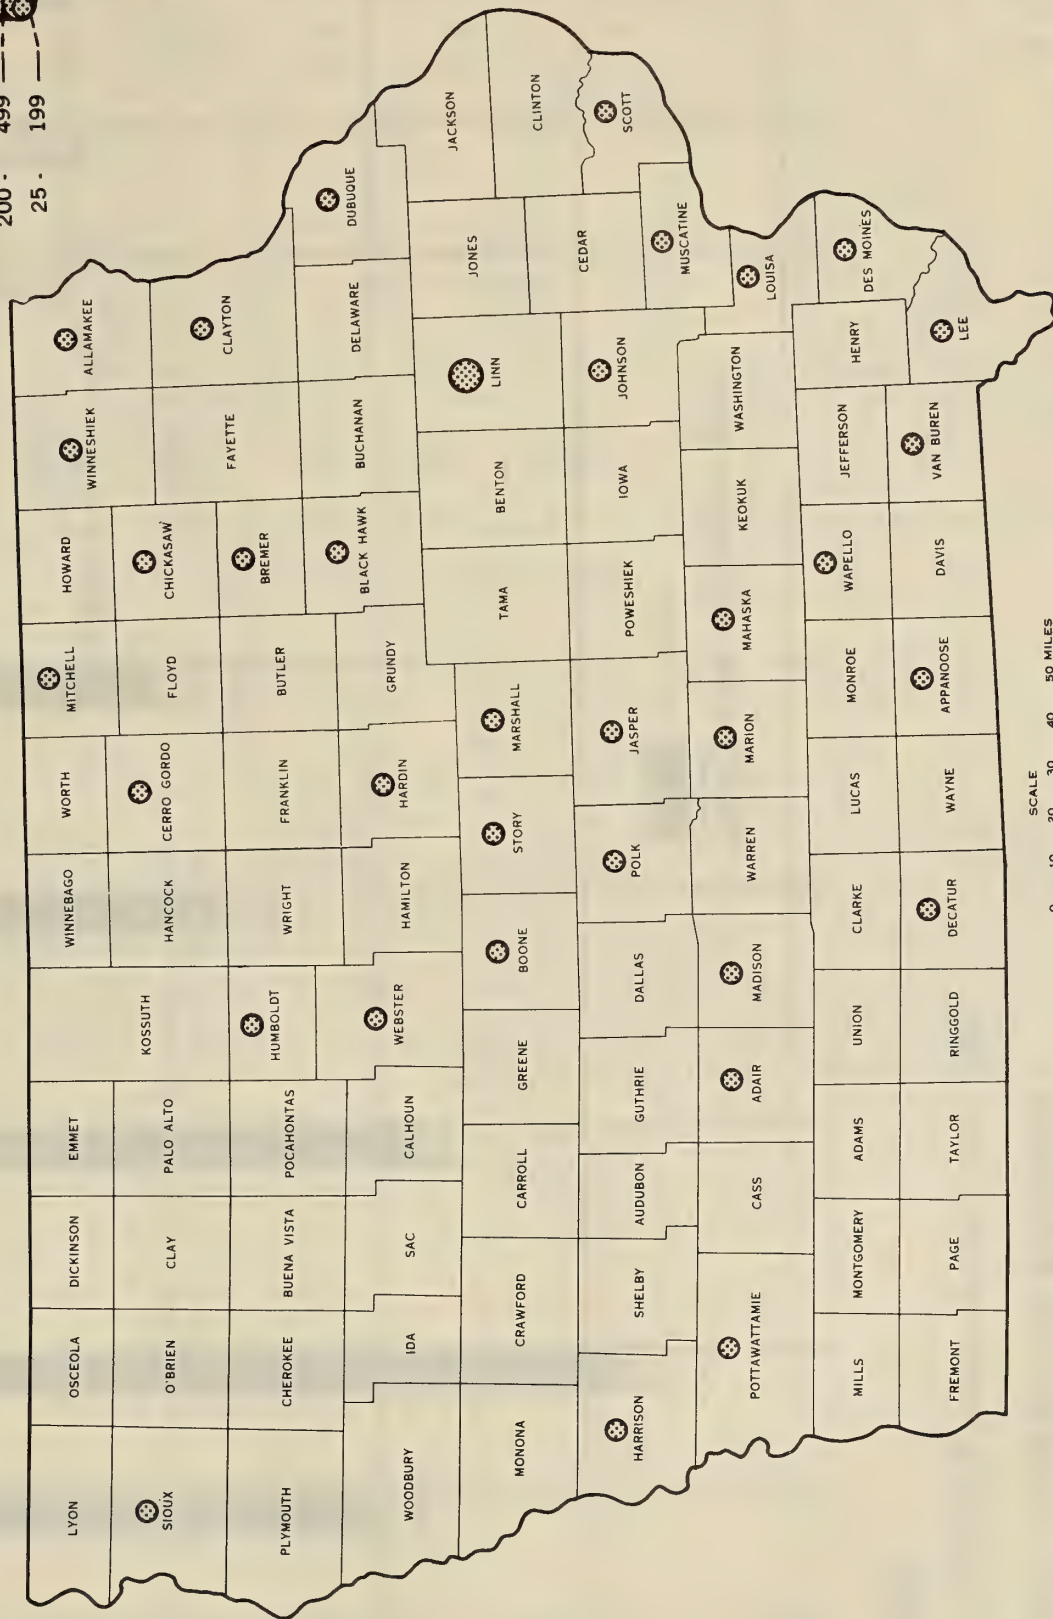 200 - 499
25 - 199
LYON
OSCEOLA
DICKINSON
EMMET
KOSSUTH
WINNEBAGO
WORTH
MITCHELL
HOWARD
WINNESHIEK
ALLAMAKEE
SIOUX
O'BRIEN
CLAY
PALO ALTO
HANCOCK
CERRO GORDO
FLOYD
CHICKASAW
FAYETTE
CLAYTON
PLYMOUTH
CHEROKEE
BUENA VISTA
POCAHONTAS
HUMBOLDT
WRIGHT
FRANKLIN
BUTLER
BREMER
WOODBURY
IDA
SAC
CALHOUN
WEBSTER
HAMILTON
HARDIN
GRUNDY
BLACK HAWK
BUCHANAN
DELAWARE
DUBUQUE
MONONA
CRAWFORD
CARROLL
GREENE
BOONE
STORY
MARSHALL
TAMA
BENTON
LINN
JONES
JACKSON
CLINTON
HARRISON
SHELBY
AUDUBON
GUTHRIE
DALLAS
POLK
JASPER
POWESHIEK
IOWA
JOHNSON
CEDAR
SCOTT
MUSCATINE
POTTAWATTAMIE
CASS
ADAIR
MADISON
WARREN
MARION
MAHASKA
KEOKUK
WASHINGTON
LOUISA
MILLS
MONTGOMERY
ADAMS
UNION
CLARKE
LUCAS
MONROE
WAPELLO
JEFFERSON
HENRY
DES MOINES
FREMONT
PAGE
TAYLOR
RINGGOLD
DECATUR
WAYNE
APPANOOSE
DAVIS
VAN BUREN
LEE
SCALE
0 10 20 30 40 50 MILES